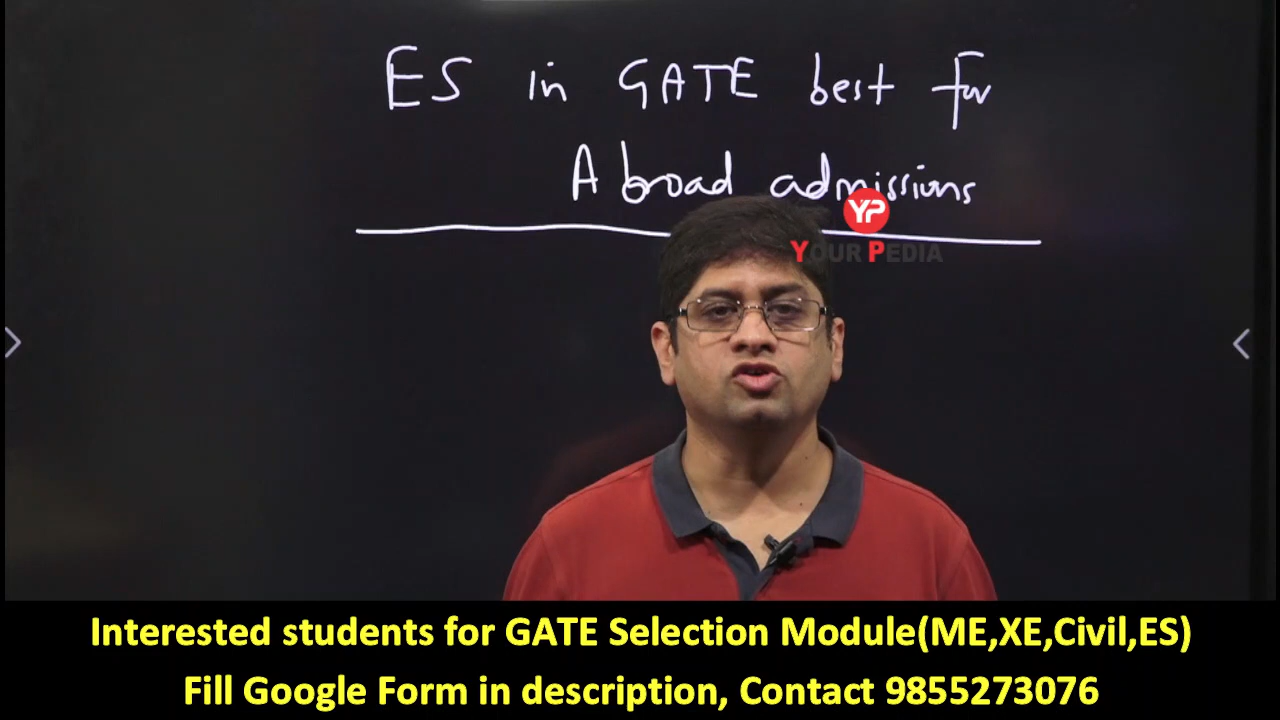 ES in GATE best for
Abroad admissions
YP
YOUR PEDIA
Interested students for GATE Selection Module(ME,XE,Civil,ES)
Fill Google Form in description, Contact 9855273076